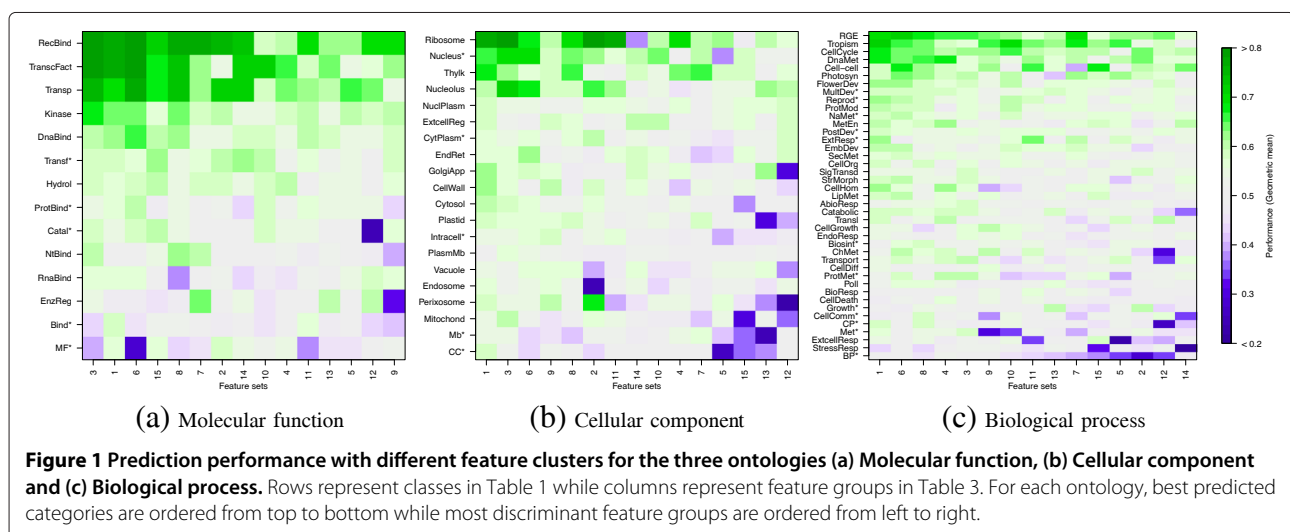 RecBind
TranscFact
Transp
Kinase
DnaBind
Transf*
Hydrol
ProtBind*
Catal*
NtBind
RnaBind
EnzReg
Bind*
MF*
3 1 6 15 8 7 2 14 10 4 11 13 5 12 9
Feature sets
(a) Molecular function
Ribosome
Nucleus*
Thylk
Nucleolus
NuclPlasm
ExtcellReg
CytPlasm*
EndRet
GolgiApp
CellWall
Cytosol
Plastid
Intracell*
PlasmMb
Vacuole
Endosome
Perixosome
Mitochond
Mb*
CC*
1 3 6 9 8 2 11 14 10 4 7 5 15 13 12
Feature sets
(b) Cellular component
RGE
Tropism
CellCycle
DnaMet
Cell-cell
Photosyn
FlowerDev
MultDev*
Reprod*
ProtMod
NaMet*
MetEn
PostDev*
ExtResp*
EmbDev
SecMet
CellOrg
SigTransd
StrMorph
CellHom
LipMet
AbioResp
Catabolic
Transl
CellGrowth
EndoResp
Biosint*
ChMet
Transport
CellDiff
ProtMet*
Poll
BioResp
CellDeath
Growth*
CellComm*
CP*
Met*
ExtcellResp
StressResp
BP*
1 6 8 4 3 9 10 11 13 7 15 5 2 12 14
Feature sets
(c) Biological process
> 0.8
0.7
0.6
0.5
0.4
0.3
< 0.2
Performance (Geometric mean)
Figure 1 Prediction performance with different feature clusters for the three ontologies (a) Molecular function, (b) Cellular component
and (c) Biological process. Rows represent classes in Table 1 while columns represent feature groups in Table 3. For each ontology, best predicted
categories are ordered from top to bottom while most discriminant feature groups are ordered from left to right.